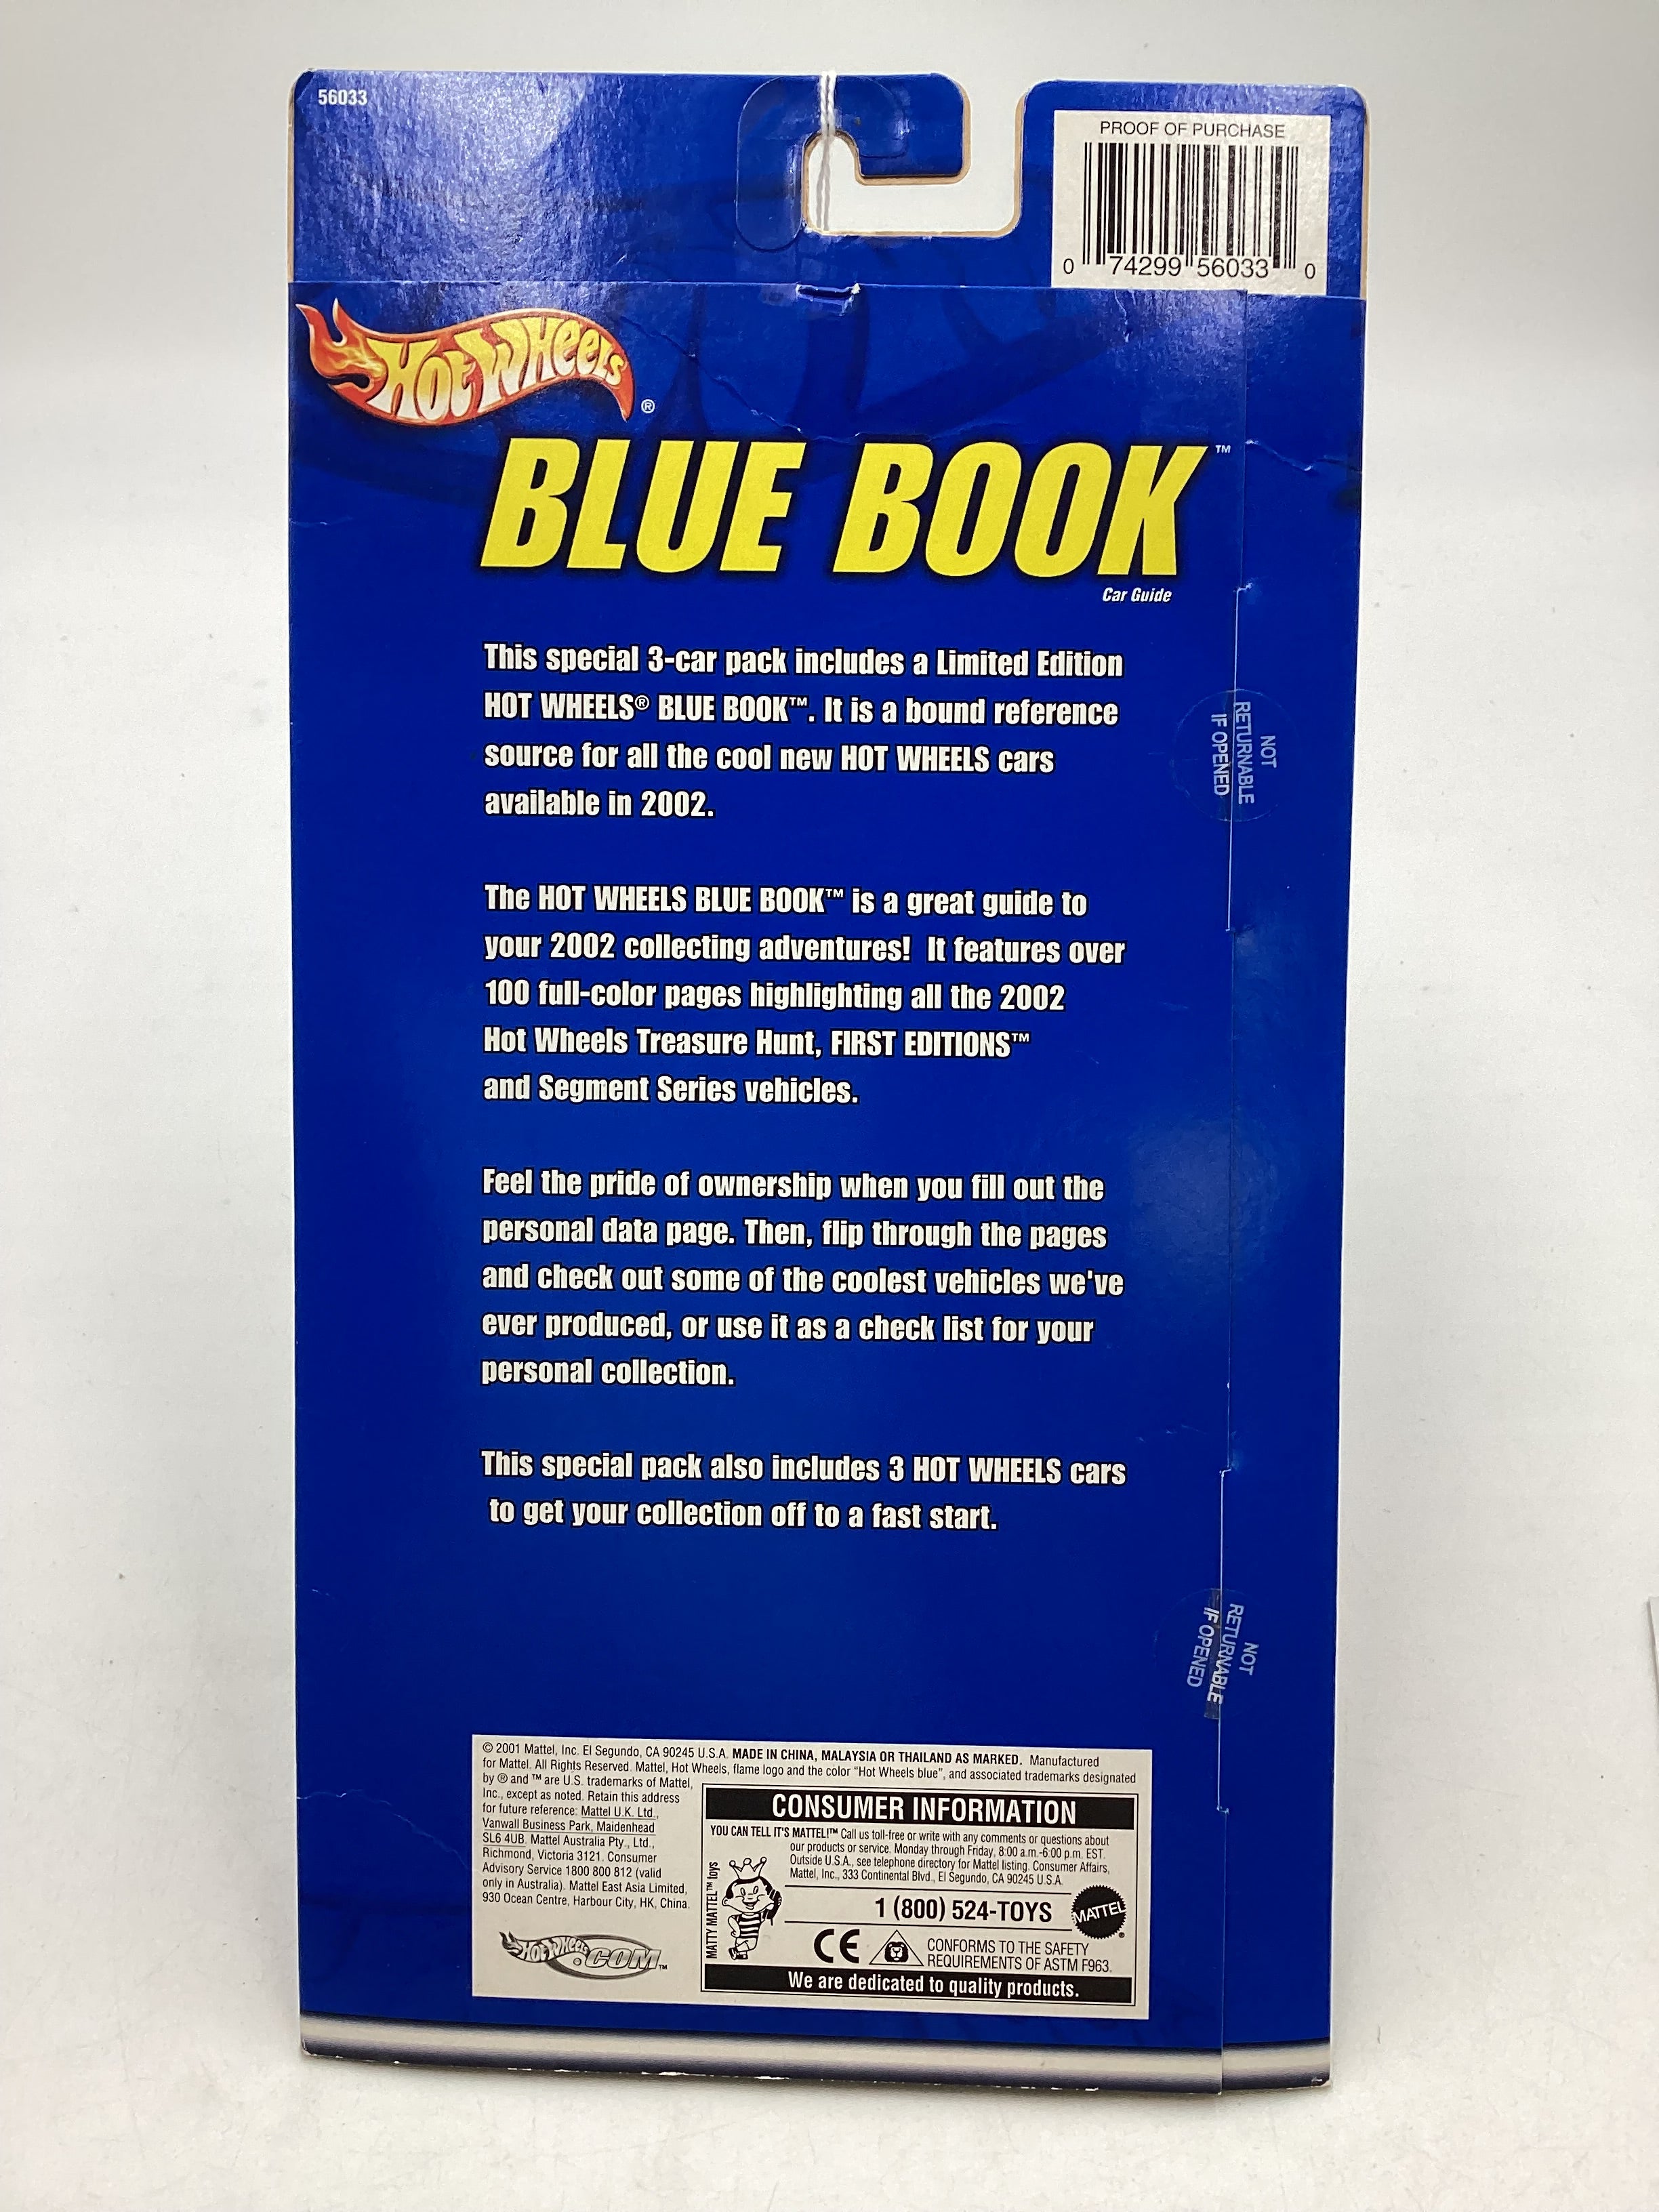 56033
PROOF OF PURCHASE
0 74299 56033 0
HOT WHEELS ®
BLUE BOOK™
Car Guide
This special 3-car pack includes a Limited Edition
HOT WHEELS® BLUE BOOK™. It is a bound reference
source for all the cool new HOT WHEELS cars
available in 2002.
The HOT WHEELS BLUE BOOK™ is a great guide to
your 2002 collecting adventures! It features over
100 full-color pages highlighting all the 2002
Hot Wheels Treasure Hunt, FIRST EDITIONS™
and Segment Series vehicles.
Feel the pride of ownership when you fill out the
personal data page. Then, flip through the pages
and check out some of the coolest vehicles we've
ever produced, or use it as a check list for your
personal collection.
This special pack also includes 3 HOT WHEELS cars
to get your collection off to a fast start.
NOT
RETURNABLE
IF OPENED
NOT
RETURNABLE
IF OPENED
© 2001 Mattel, Inc. El Segundo, CA 90245 U.S.A. MADE IN CHINA, MALAYSIA OR THAILAND AS MARKED. Manufactured
for Mattel. All Rights Reserved. Mattel, Hot Wheels, flame logo and the color "Hot Wheels blue", and associated trademarks designated
by ® and ™ are U.S. trademarks of Mattel,
Inc., except as noted. Retain this address
for future reference: Mattel U.K. Ltd.,
Vanwall Business Park, Maidenhead
SL6 4UB. Mattel Australia Pty., Ltd.,
Richmond, Victoria 3121. Consumer
Advisory Service 1800 800 812 (valid
only in Australia). Mattel East Asia Limited,
930 Ocean Centre, Harbour City, HK, China.
HOT WHEELS.COM™
CONSUMER INFORMATION
YOU CAN TELL IT'S MATTEL!™ Call us toll-free or write with any comments or questions about
our products or service. Monday through Friday, 8:00 a.m.-6:00 p.m. EST.
Outside U.S.A., see telephone directory for Mattel listing. Consumer Affairs,
Mattel, Inc., 333 Continental Blvd., El Segundo, CA 90245 U.S.A.
MATTY MATTEL™ toys
1 (800) 524-TOYS
MATTEL®
CE
CONFORMS TO THE SAFETY
REQUIREMENTS OF ASTM F963.
We are dedicated to quality products.